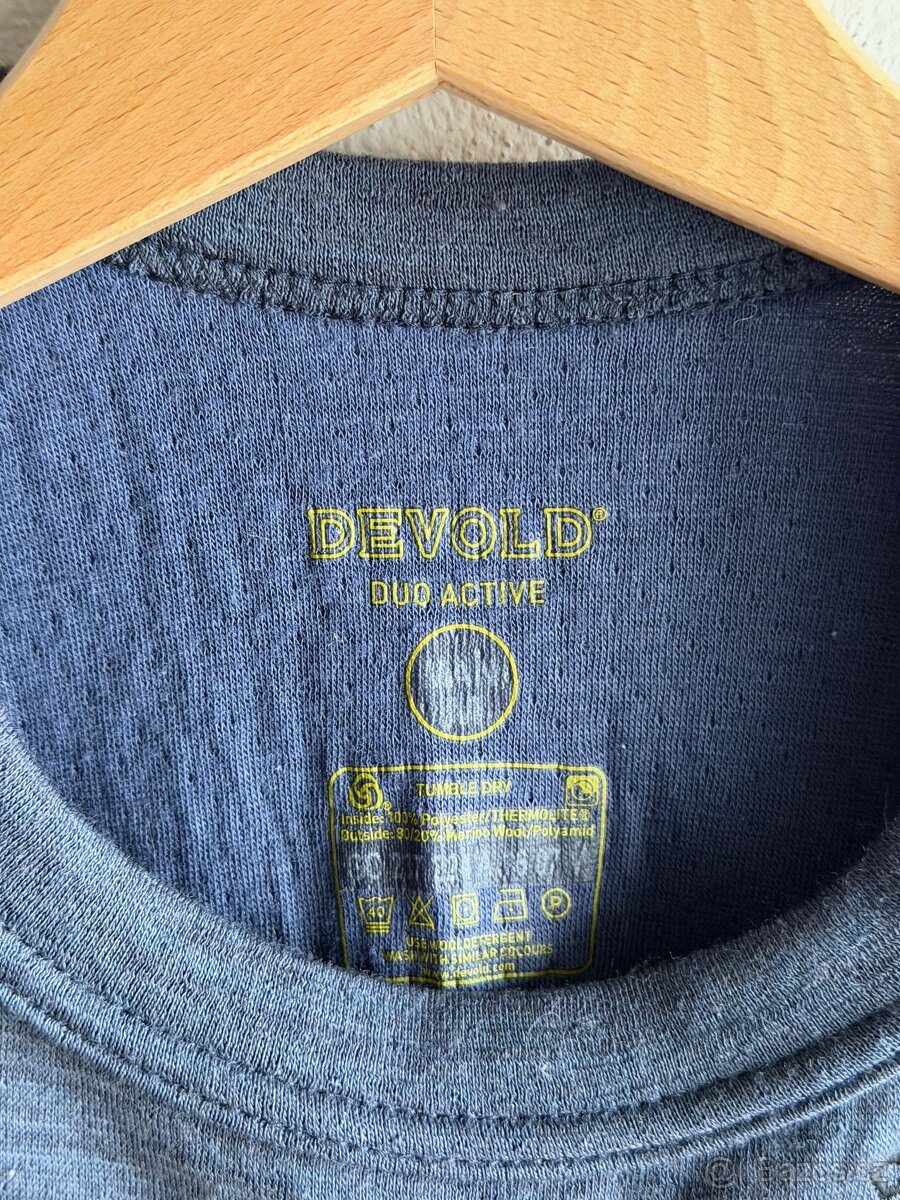 DEVOLD®
DUO ACTIVE
TUMBLE DRY
Inside: 100% Polyester/THERMOLITE®
Outside: 80/20% Merino Wool/Polyamid
40
P
USE WOOL DETERGENT
WASH WITH SIMILAR COLOURS
www.devold.com